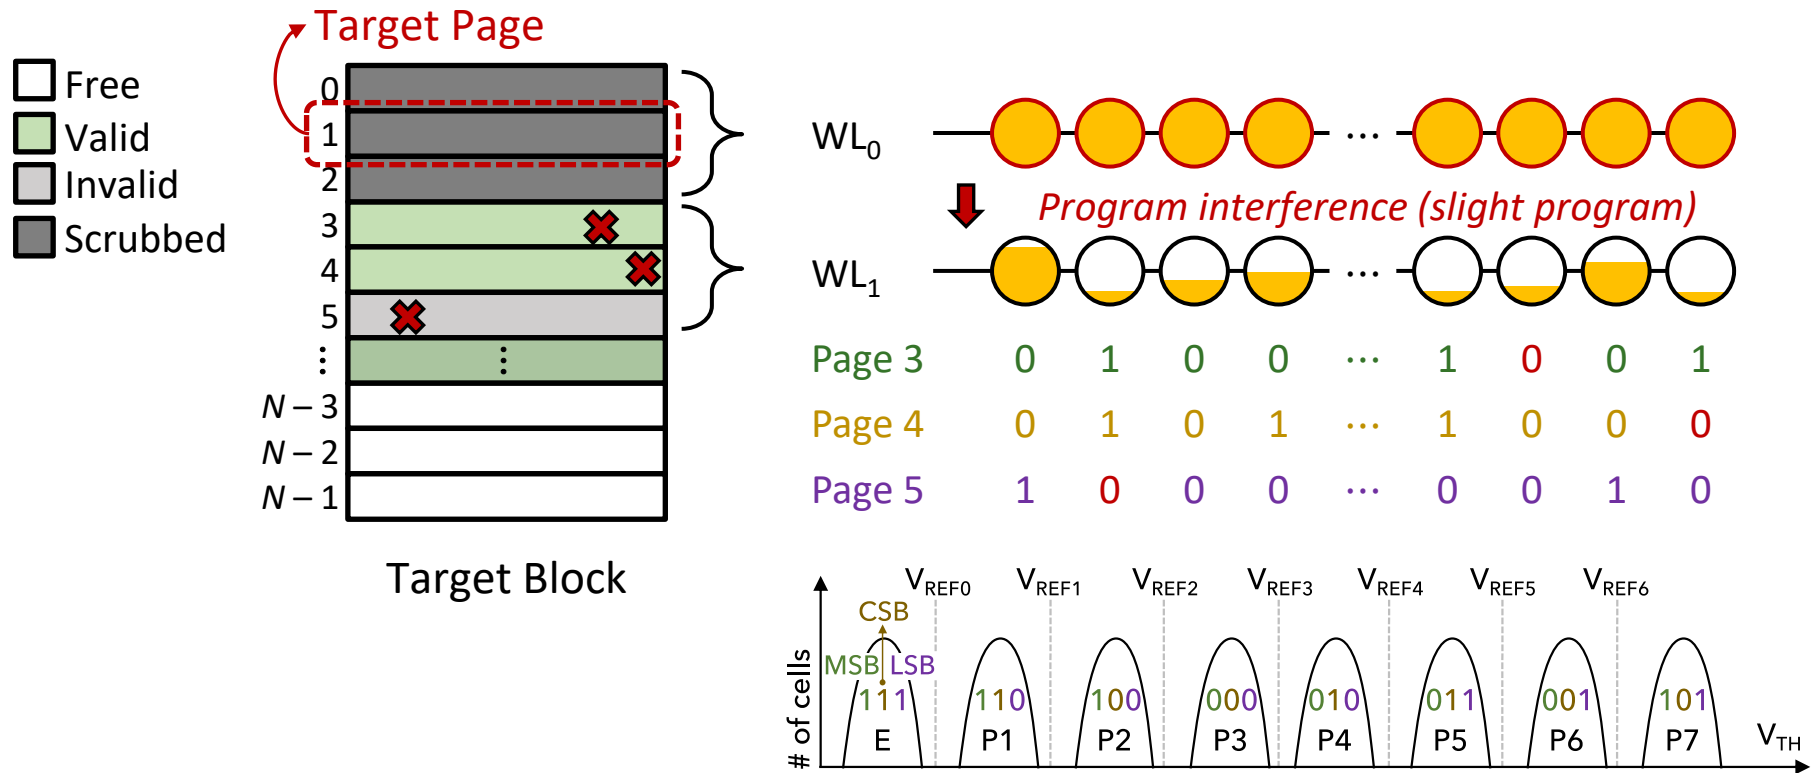 Target Page
Free
Valid
Invalid
Scrubbed
0
1
2
3
4
5
⋮ ⋮
N – 3
N – 2
N – 1
Target Block
WL0 ...
Program interference (slight program)
WL1 ...
Page 3 0 1 0 0 ... 1 0 0 1
Page 4 0 1 0 1 ... 1 0 0 0
Page 5 1 0 0 0 ... 0 0 1 0
VREF0 VREF1 VREF2 VREF3 VREF4 VREF5 VREF6
# of cells
CSB
MSB LSB
111 110 100 000 010 011 001 101
E P1 P2 P3 P4 P5 P6 P7
VTH